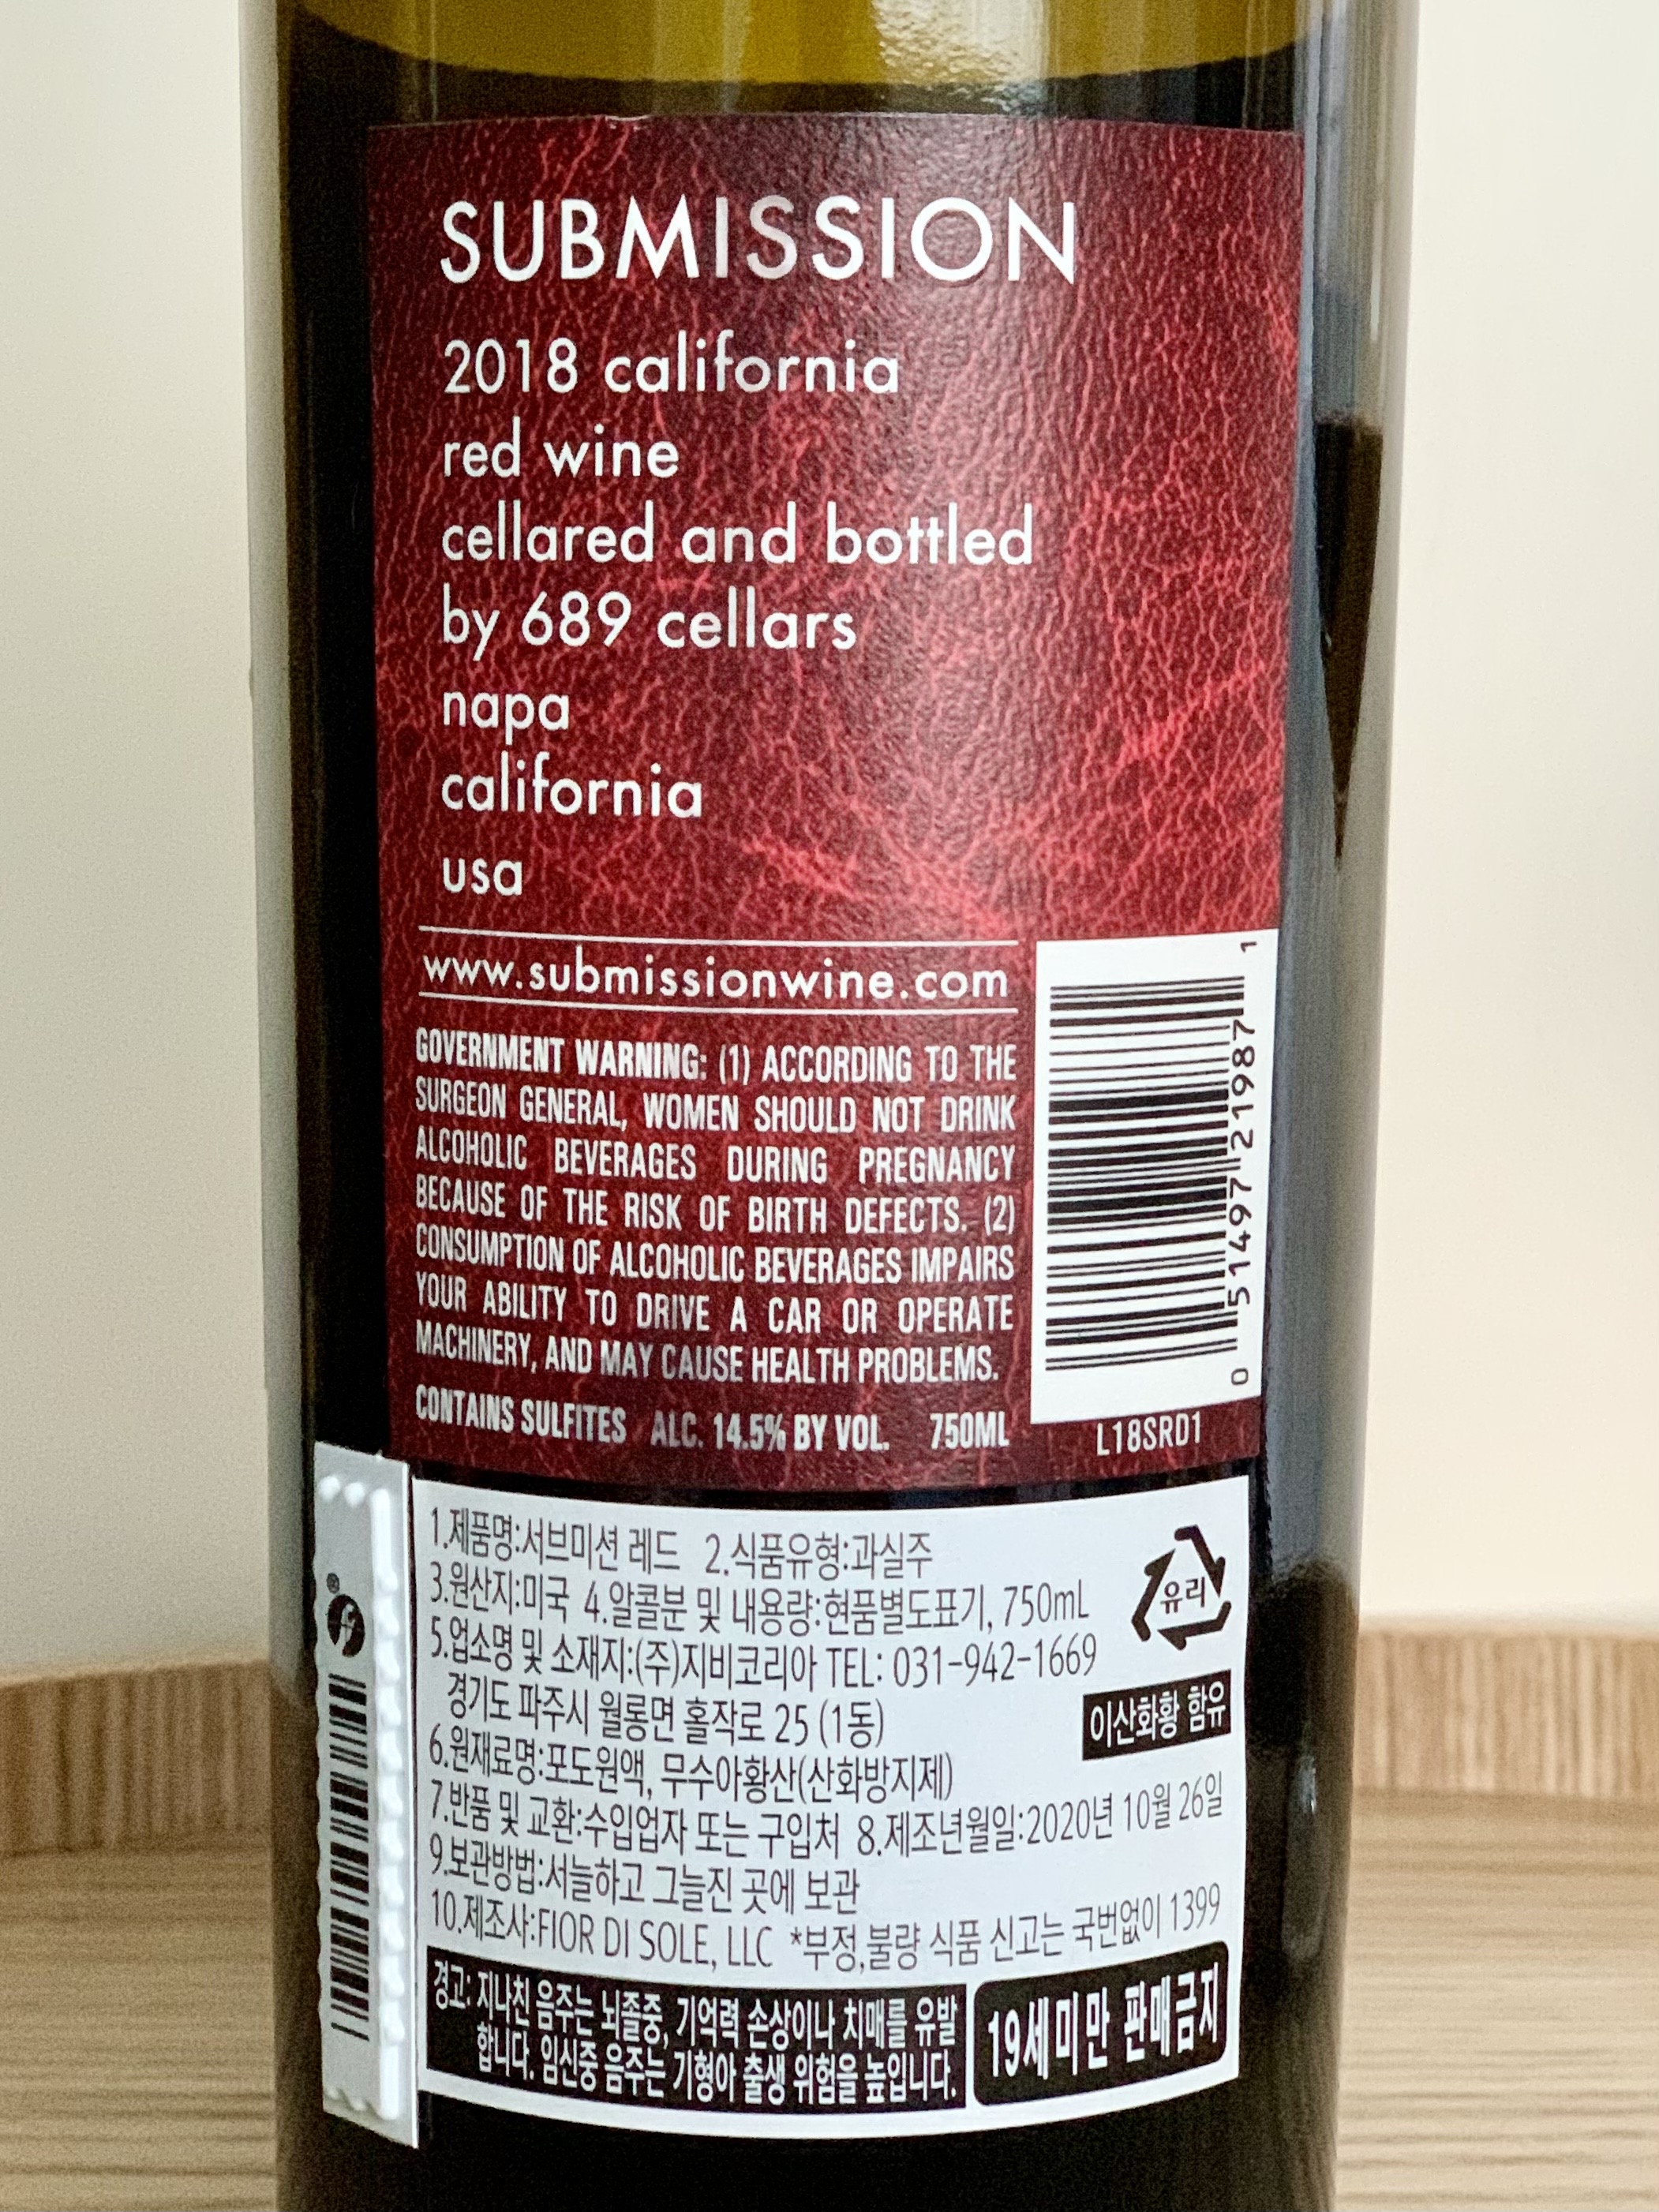 SUBMISSION
2018 california
red wine
cellared and bottled
by 689 cellars
napa
california
usa
www.submissionwine.com
GOVERNMENT WARNING: (1) ACCORDING TO THE
SURGEON GENERAL, WOMEN SHOULD NOT DRINK
ALCOHOLIC BEVERAGES DURING PREGNANCY
BECAUSE OF THE RISK OF BIRTH DEFECTS. (2)
CONSUMPTION OF ALCOHOLIC BEVERAGES IMPAIRS
YOUR ABILITY TO DRIVE A CAR OR OPERATE
MACHINERY, AND MAY CAUSE HEALTH PROBLEMS.
CONTAINS SULFITES ALC. 14.5% BY VOL. 750ML
0 51497 21987 1
L18SRD1
1.제품명:서브미션 레드 2.식품유형:과실주
3.원산지:미국 4.알콜분 및 내용량:현품별도표기, 750mL
5.업소명 및 소재지:(주)지비코리아 TEL: 031-942-1669
경기도 파주시 월롱면 홀작로 25 (1동)
6.원재료명:포도원액, 무수아황산(산화방지제)
7.반품 및 교환:수입업자 또는 구입처 8.제조년월일:2020년 10월 26일
9.보관방법:서늘하고 그늘진 곳에 보관
10.제조사:FIOR DI SOLE, LLC *부정,불량 식품 신고는 국번없이 1399
유리
이산화황 함유
경고: 지나친 음주는 뇌졸중, 기억력 손상이나 치매를 유발
합니다. 임신중 음주는 기형아 출생 위험을 높입니다.
19세미만 판매금지